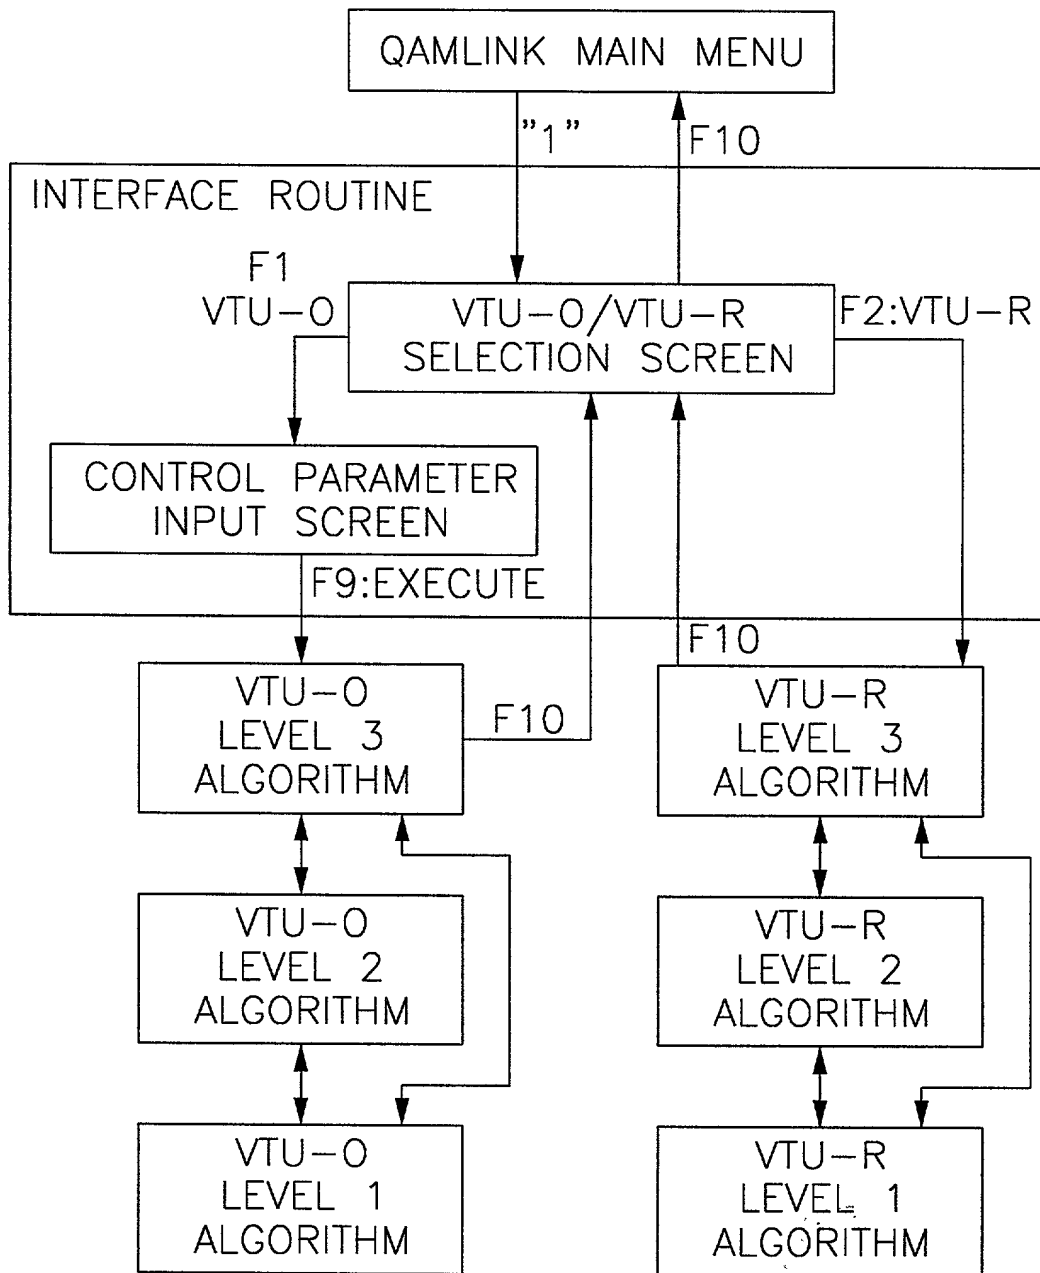 QAMLINK MAIN MENU
"1"
F10
INTERFACE ROUTINE
F1
VTU-O
VTU-O/VTU-R
SELECTION SCREEN
F2:VTU-R
CONTROL PARAMETER
INPUT SCREEN
F9:EXECUTE
F10
VTU-O
LEVEL 3
ALGORITHM
F10
VTU-R
LEVEL 3
ALGORITHM
VTU-O
LEVEL 2
ALGORITHM
VTU-R
LEVEL 2
ALGORITHM
VTU-O
LEVEL 1
ALGORITHM
VTU-R
LEVEL 1
ALGORITHM